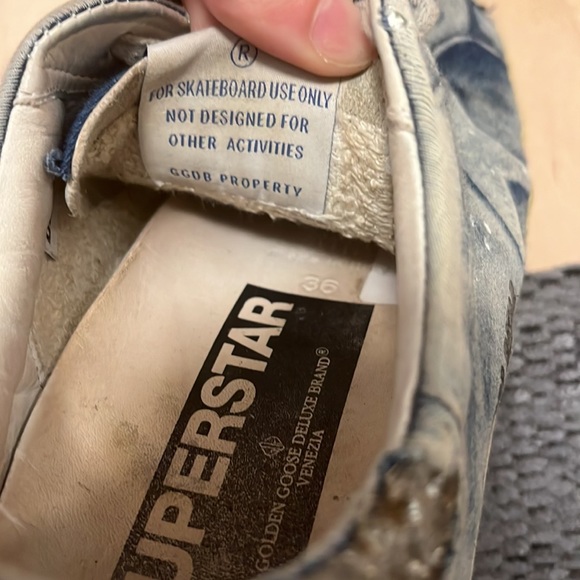 ®
FOR SKATEBOARD USE ONLY
NOT DESIGNED FOR
OTHER ACTIVITIES
GGDB PROPERTY
36
UPERSTAR
GOLDEN GOOSE DELUXE BRAND®
VENEZIA